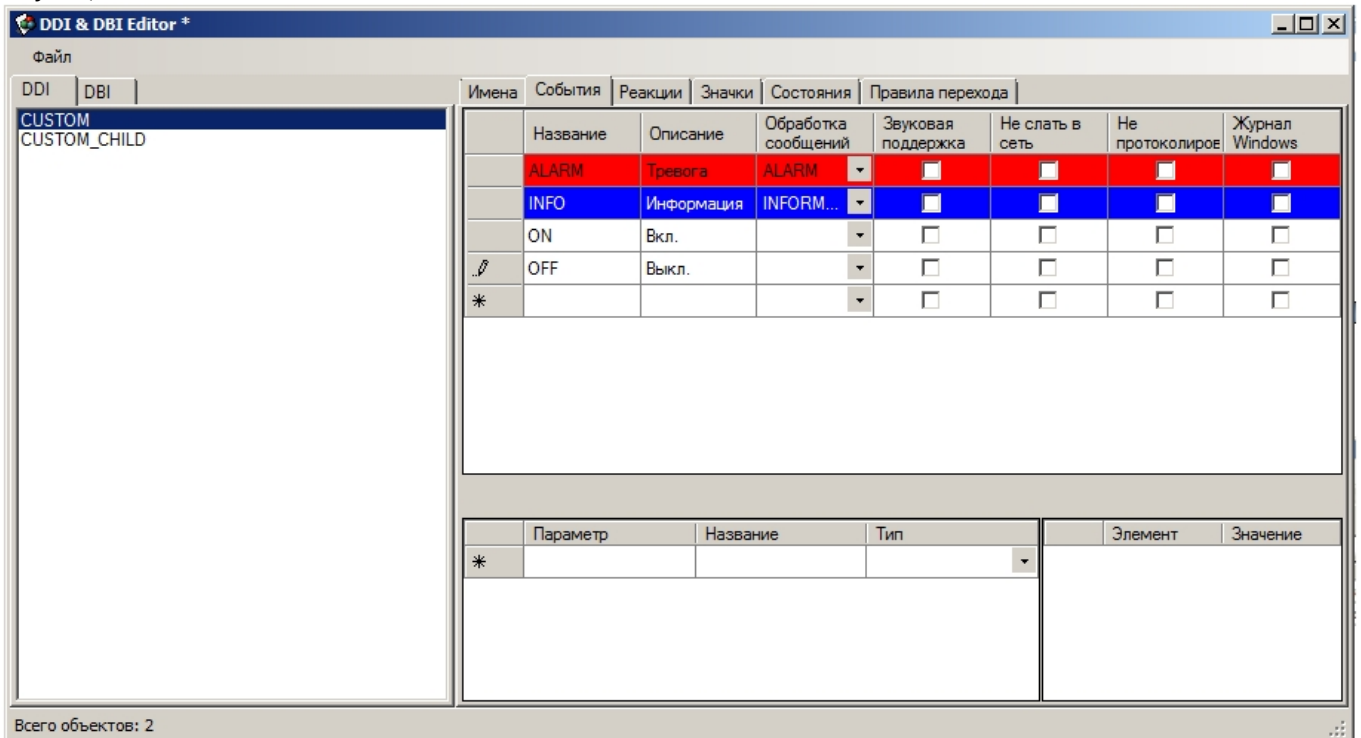 DDI & DBI Editor *
Файл
DDI DBI
Имена События Реакции Значки Состояния Правила перехода
CUSTOM
CUSTOM_CHILD
Название Описание Обработка сообщений Звуковая поддержка Не слать в сеть Не протоколиров Журнал Windows
ALARM Тревога ALARM
INFO Информация INFORM...
ON Вкл.
OFF Выкл.
Параметр Название Тип Элемент Значение
Всего объектов: 2